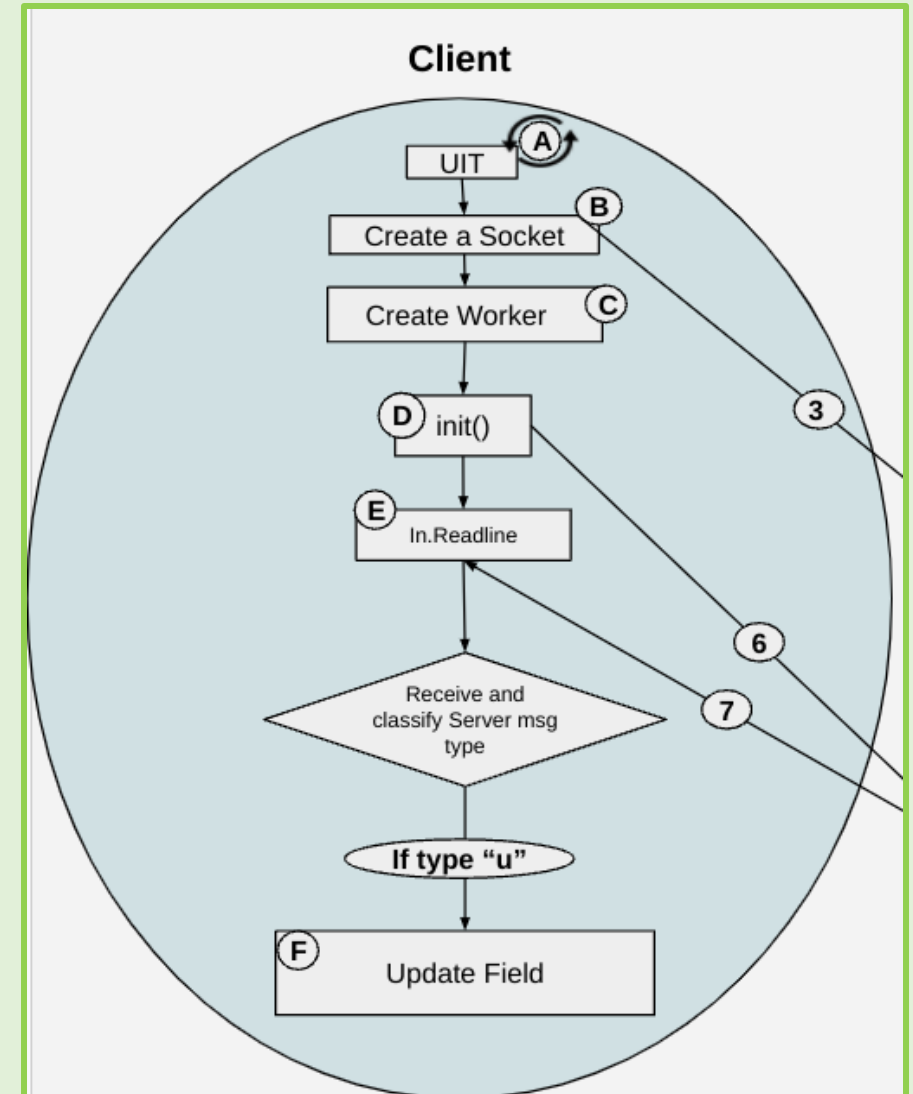 Client
A
UIT
B
Create a Socket
C
Create Worker
3
D
init()
E
In.Readline
6
7
Receive and
classify Server msg
type
If type “u”
F
Update Field